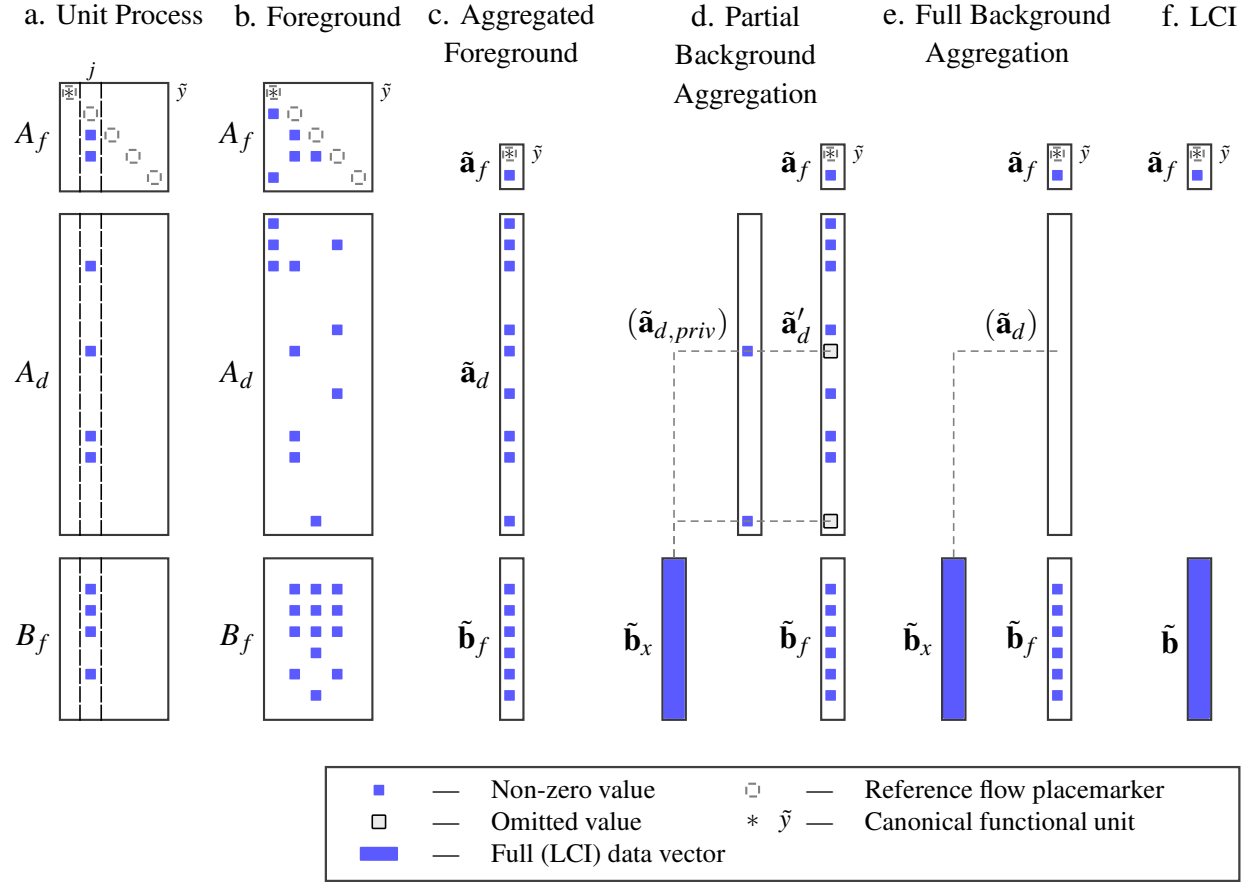 a. Unit Process
b. Foreground
c. Aggregated
Foreground
d. Partial
Background
Aggregation
e. Full Background
Aggregation
f. LCI
j
* ỹ
* ỹ
A_f
A_f
* ỹ
ã_f
* ỹ
ã_f
* ỹ
ã_f
* ỹ
ã_f
(ã_{d,priv})
ã′_d
(ã_d)
A_d
A_d
ã_d
B_f
B_f
b̃_f
b̃_x
b̃_f
b̃_x
b̃_f
b̃
— Non-zero value
— Reference flow placemarker
— Omitted value
* ỹ — Canonical functional unit
— Full (LCI) data vector